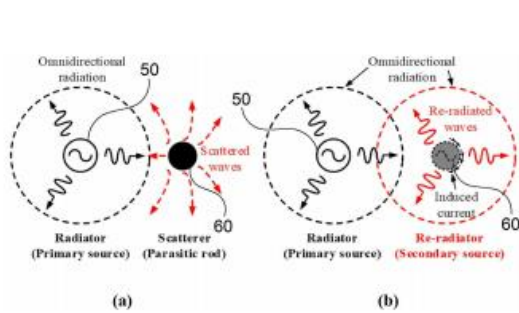 Omnidirectional
radiation
50
Scattered
waves
60
Radiator
(Primary source)
Scatterer
(Parasitic rod)
(a)
Omnidirectional
radiation
50
Re-radiated
waves
Induced
current
60
Radiator
(Primary source)
Re-radiator
(Secondary source)
(b)